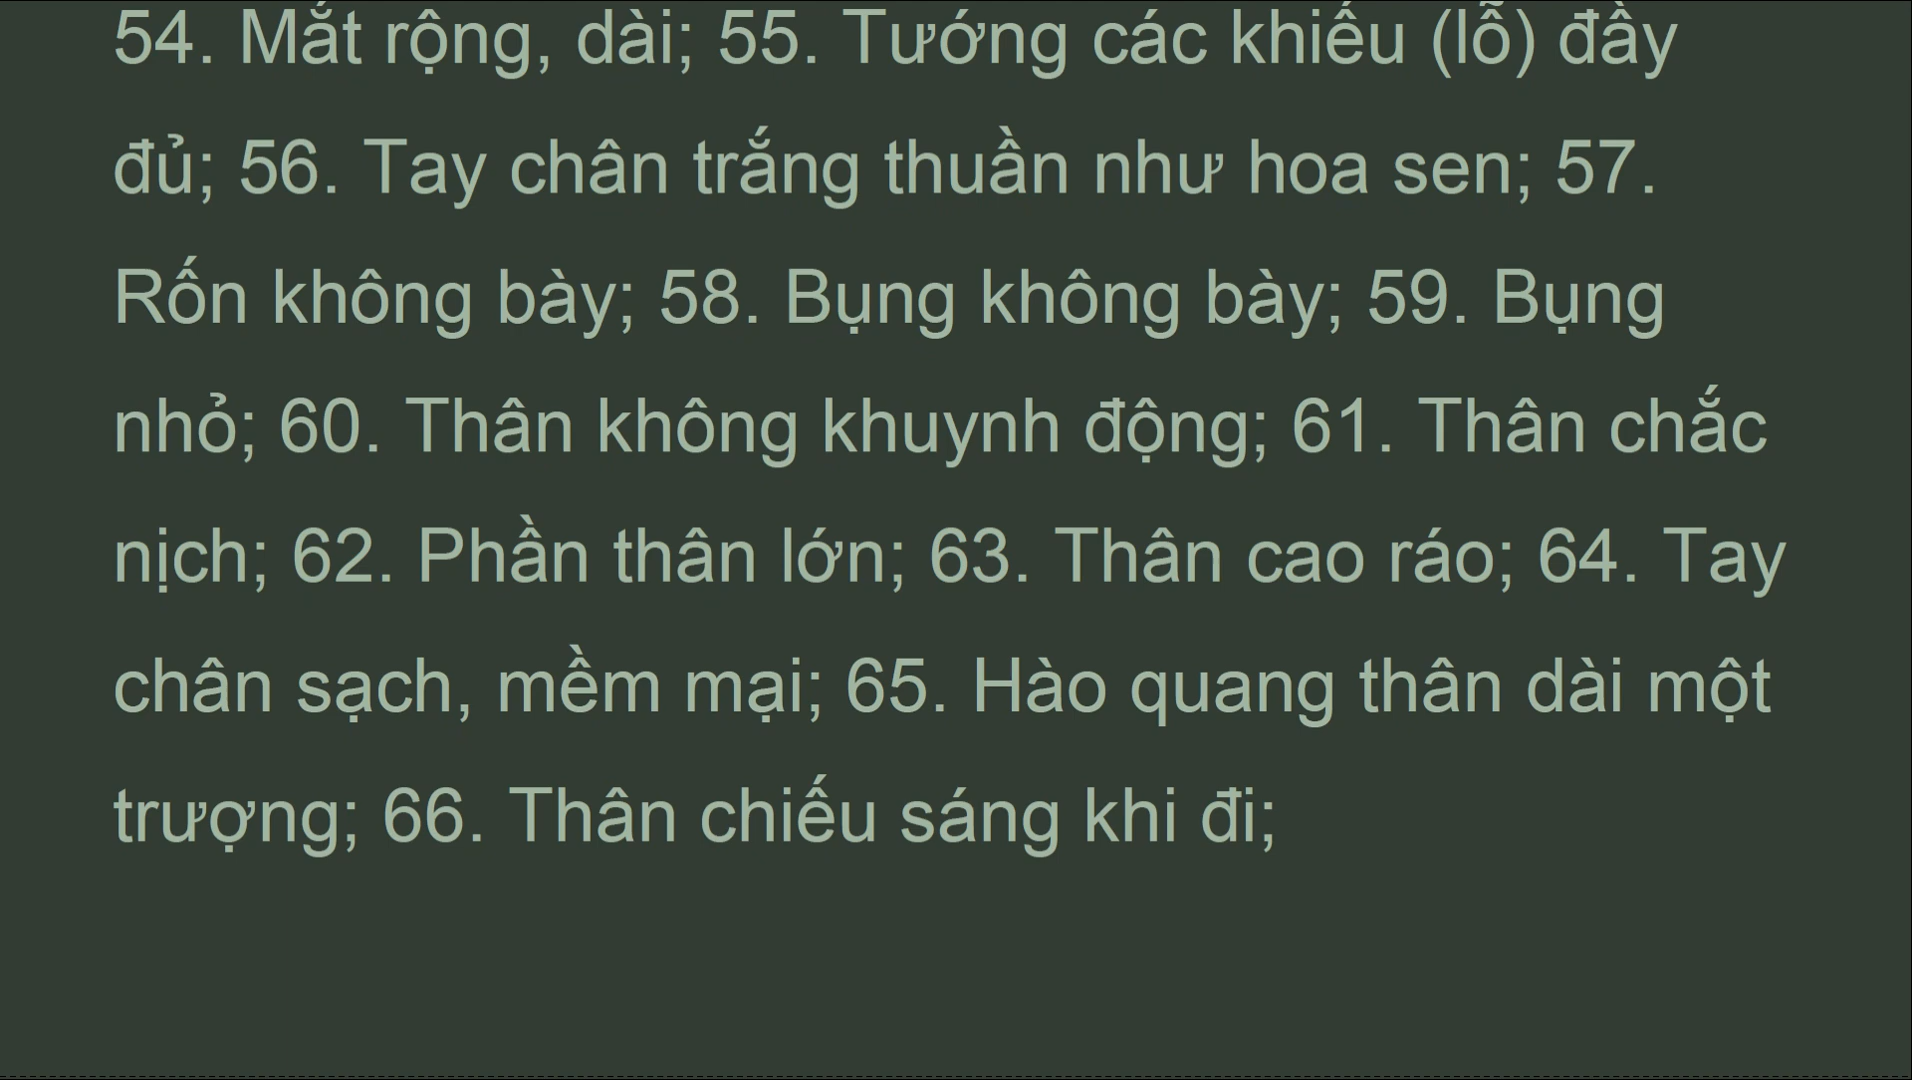 54. Mắt rộng, dài; 55. Tướng các khiếu (lỗ) đầy
đủ; 56. Tay chân trắng thuần như hoa sen; 57.
Rốn không bày; 58. Bụng không bày; 59. Bụng
nhỏ; 60. Thân không khuynh động; 61. Thân chắc
nịch; 62. Phần thân lớn; 63. Thân cao ráo; 64. Tay
chân sạch, mềm mại; 65. Hào quang thân dài một
trượng; 66. Thân chiếu sáng khi đi;